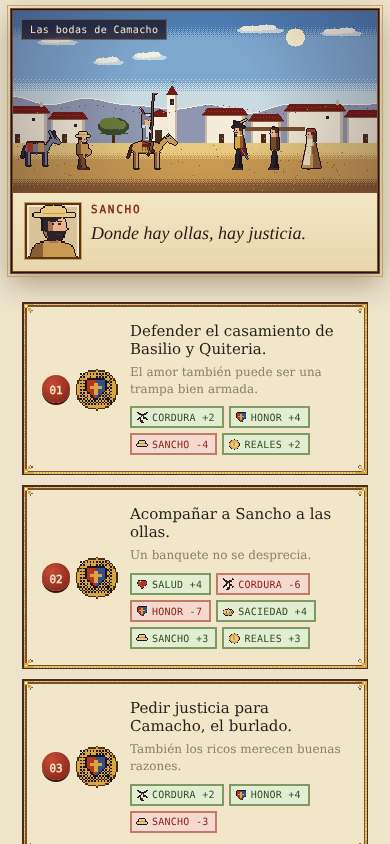 Las bodas de Camacho
SANCHO
Donde hay ollas, hay justicia.
01
Defender el casamiento de
Basilio y Quiteria.
El amor también puede ser una
trampa bien armada.
CORDURA +2
HONOR +4
SANCHO -4
REALES +2
02
Acompañar a Sancho a las
ollas.
Un banquete no se desprecia.
SALUD +4
CORDURA -6
HONOR -7
SACIEDAD +4
SANCHO +3
REALES +3
03
Pedir justicia para
Camacho, el burlado.
También los ricos merecen buenas
razones.
CORDURA +2
HONOR +4
SANCHO -3